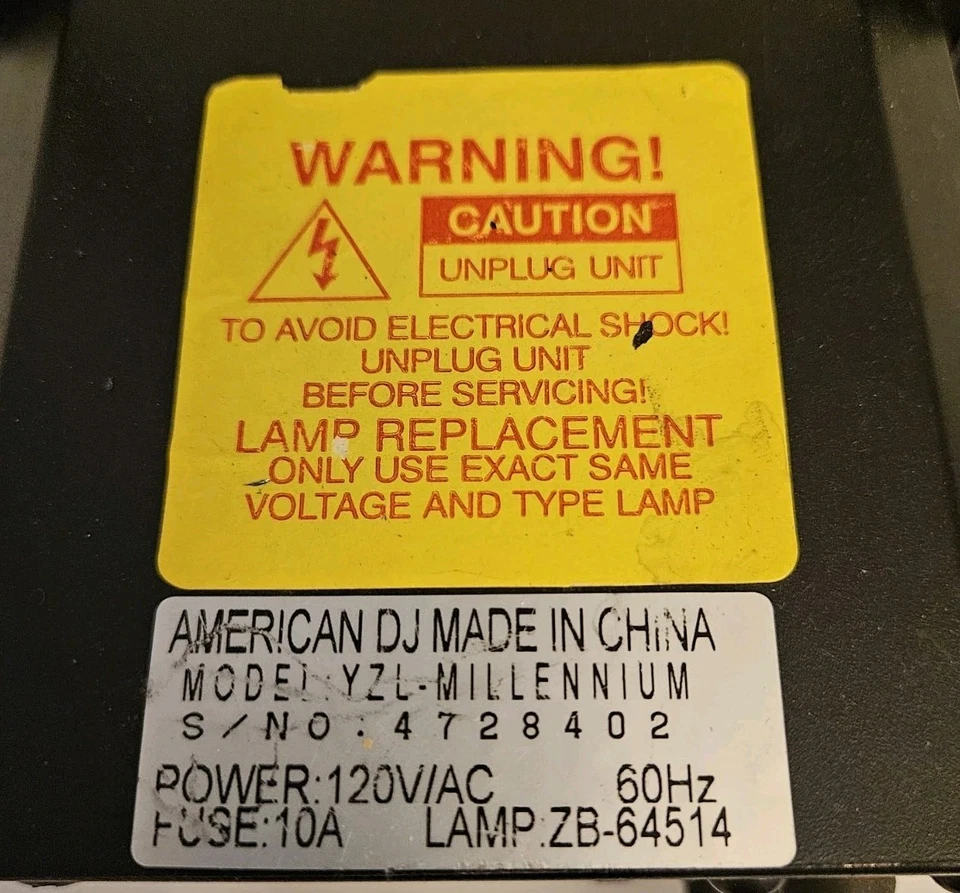 WARNING!
CAUTION
UNPLUG UNIT
TO AVOID ELECTRICAL SHOCK!
UNPLUG UNIT
BEFORE SERVICING!
LAMP REPLACEMENT
ONLY USE EXACT SAME
VOLTAGE AND TYPE LAMP
AMERICAN DJ MADE IN CHiNA
MODEL:YZL-MILLENNIUM
S/NO:4728402
POWER:120V/AC 60Hz
FUSE:10A LAMP:ZB-64514